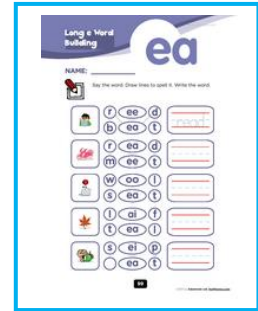 Long e Word
Building
ea
NAME:
Say the word. Draw lines to spell it. Write the word.
r ee d
b ea t
read
r ea d
m ee t
w oo l
s ea t
l ai f
t ea l
s ei p
ea t